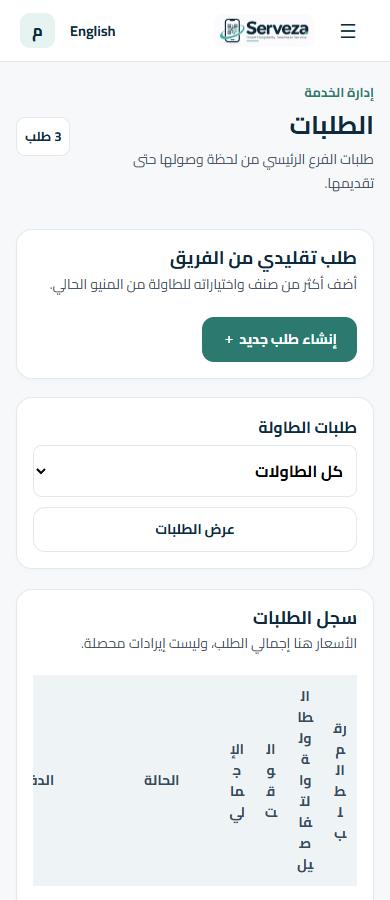 م
English
Serveza
إدارة الخدمة
الطلبات
3 طلب
طلبات الفرع الرئيسي من لحظة وصولها حتى
تقديمها.
طلب تقليدي من الفريق
أضف أكثر من صنف واختياراته للطاولة من المنيو الحالي.
إنشاء طلب جديد +
طلبات الطاولة
كل الطاولات
عرض الطلبات
سجل الطلبات
الأسعار هنا إجمالي الطلب، وليست إيرادات محصلة.
رقم الطلب
الطاولة والتفاصيل
الوقت
الإجمالي
الحالة
الدف